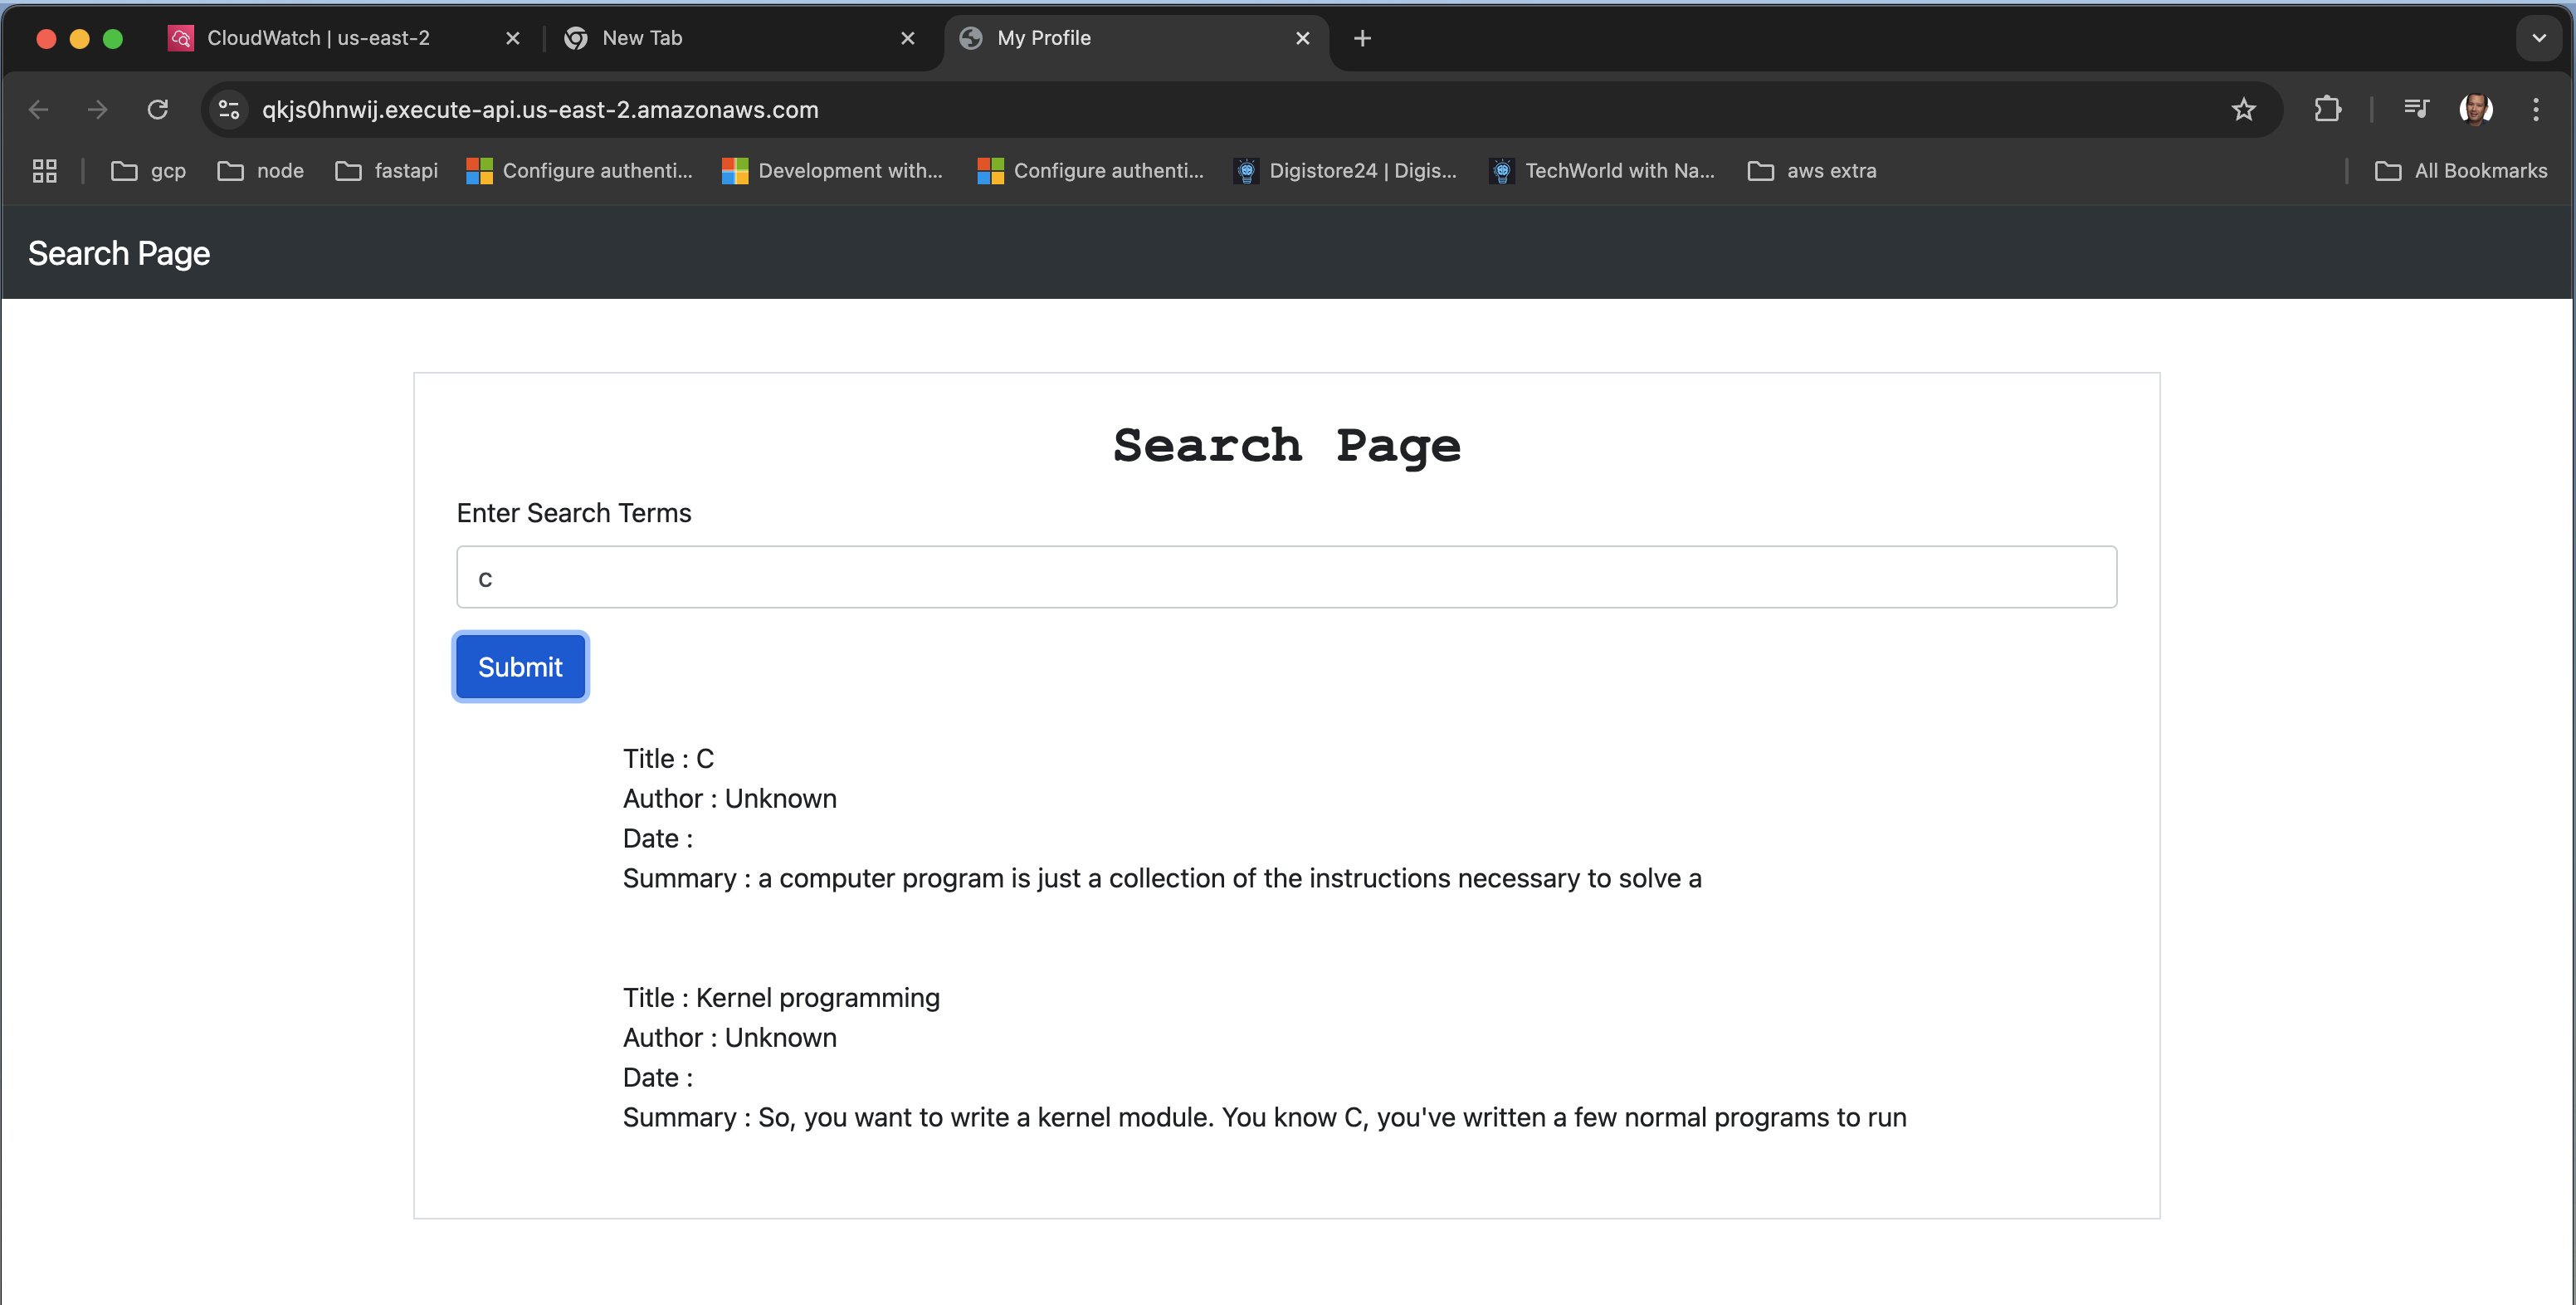 CloudWatch | us-east-2
New Tab
My Profile
qkjs0hnwij.execute-api.us-east-2.amazonaws.com
gcp
node
fastapi
Configure authenti...
Development with...
Configure authenti...
Digistore24 | Digis...
TechWorld with Na...
aws extra
All Bookmarks
Search Page
Search Page
Enter Search Terms
c
Submit
Title : C
Author : Unknown
Date :
Summary : a computer program is just a collection of the instructions necessary to solve a
Title : Kernel programming
Author : Unknown
Date :
Summary : So, you want to write a kernel module. You know C, you've written a few normal programs to run